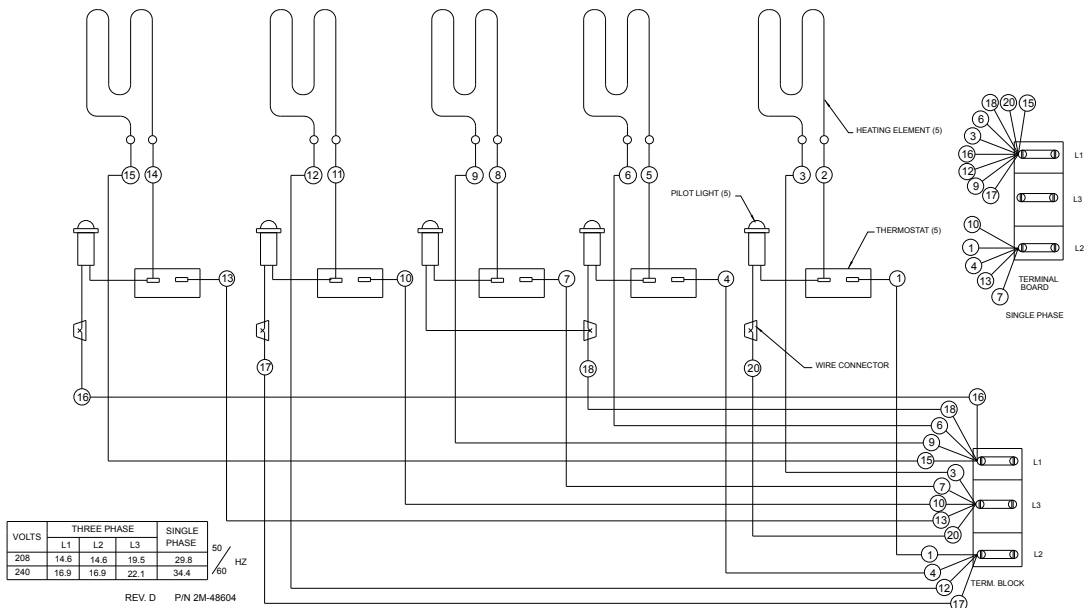 18 20 15
6
3
16
12
9
17
L1
L3
10
1
4
13
7
L2
TERMINAL
BOARD
SINGLE PHASE
HEATING ELEMENT (5)
15 14 12 11 9 8 6 5 3 2
PILOT LIGHT (5)
THERMOSTAT (5)
13 10 7 4 1
WIRE CONNECTOR
17 18 20
16 16
18
6
9
15
L1
3
7
10
13
20
L3
1
4
12
17
L2
TERM. BLOCK
VOLTS THREE PHASE SINGLE PHASE
L1 L2 L3
208 14.6 14.6 19.5 29.8
240 16.9 16.9 22.1 34.4
50/60 HZ
REV. D P/N 2M-48604